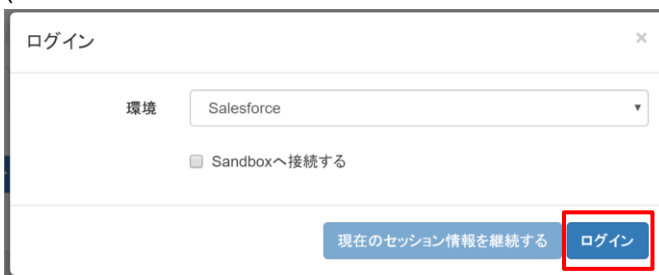 ログイン ×
環境 Salesforce ▼
Sandboxへ接続する
現在のセッション情報を継続する ログイン